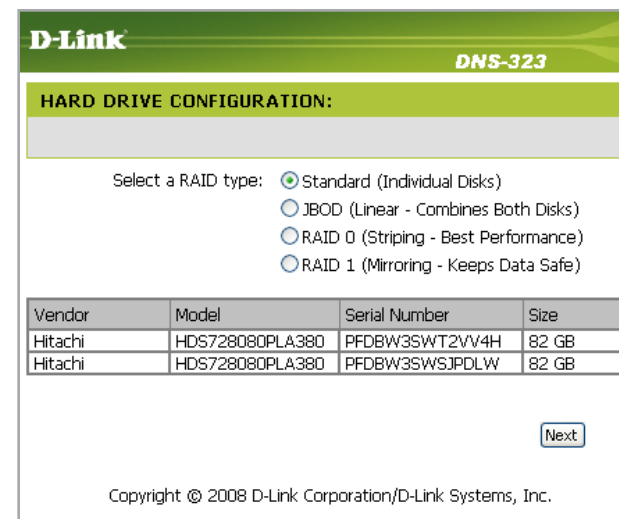 D-Link
DNS-323
HARD DRIVE CONFIGURATION:
Select a RAID type: Standard (Individual Disks)
JBOD (Linear - Combines Both Disks)
RAID 0 (Striping - Best Performance)
RAID 1 (Mirroring - Keeps Data Safe)
Vendor Model Serial Number Size
Hitachi HDS728080PLA380 PFDBW3SWT2VV4H 82 GB
Hitachi HDS728080PLA380 PFDBW3SWSJPDLW 82 GB
Next
Copyright © 2008 D-Link Corporation/D-Link Systems, Inc.